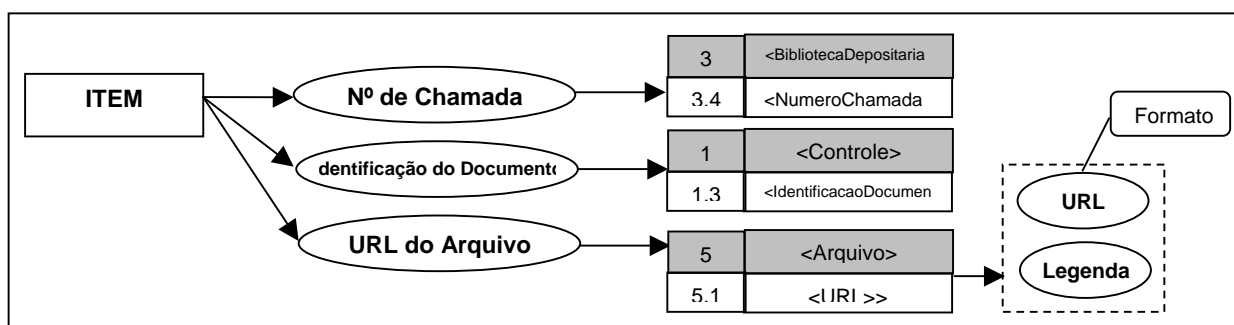 ITEM
Nº de Chamada
3 <BibliotecaDepositaria
3.4 <NumeroChamada
dentificação do Documento
1 <Controle>
1.3 <IdentificacaoDocumen
URL do Arquivo
5 <Arquivo>
5.1 <URL>>
Formato
URL
Legenda